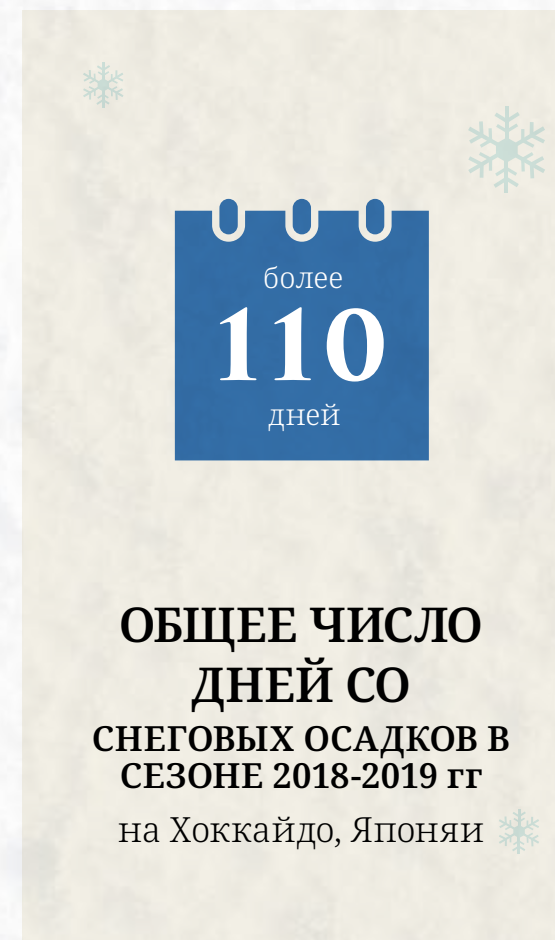 более
110
дней
ОБЩЕЕ ЧИСЛО
ДНЕЙ СО
СНЕГОВЫХ ОСАДКОВ В
СЕЗОНЕ 2018-2019 гг
на Хоккайдо, Японяи